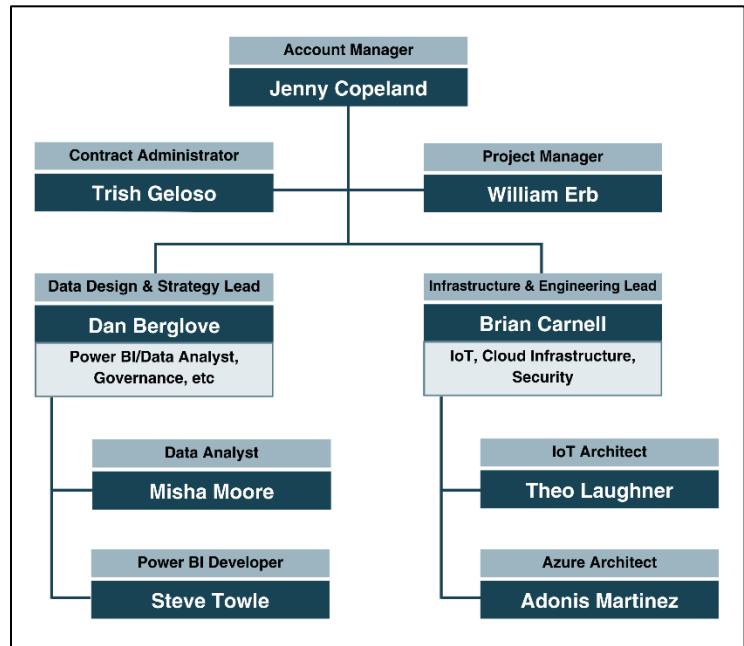 Account Manager
Jenny Copeland
Contract Administrator
Trish Geloso
Project Manager
William Erb
Data Design & Strategy Lead
Dan Berglove
Power BI/Data Analyst,
Governance, etc
Infrastructure & Engineering Lead
Brian Carnell
IoT, Cloud Infrastructure,
Security
Data Analyst
Misha Moore
IoT Architect
Theo Laughner
Power BI Developer
Steve Towle
Azure Architect
Adonis Martinez